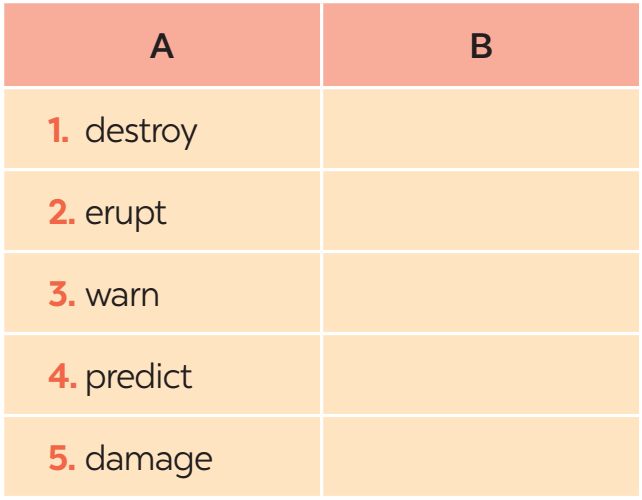 A B
1. destroy
2. erupt
3. warn
4. predict
5. damage